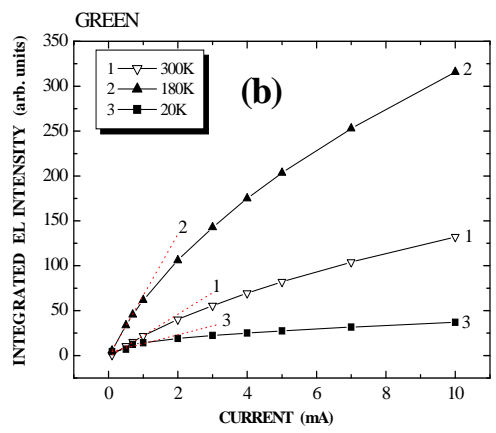 GREEN
INTEGRATED EL INTENSITY (arb. units)
350
300
250
200
150
100
50
0
1 300K
2 180K
3 20K
(b)
2
1
3
2
1
3
0 2 4 6 8 10
CURRENT (mA)